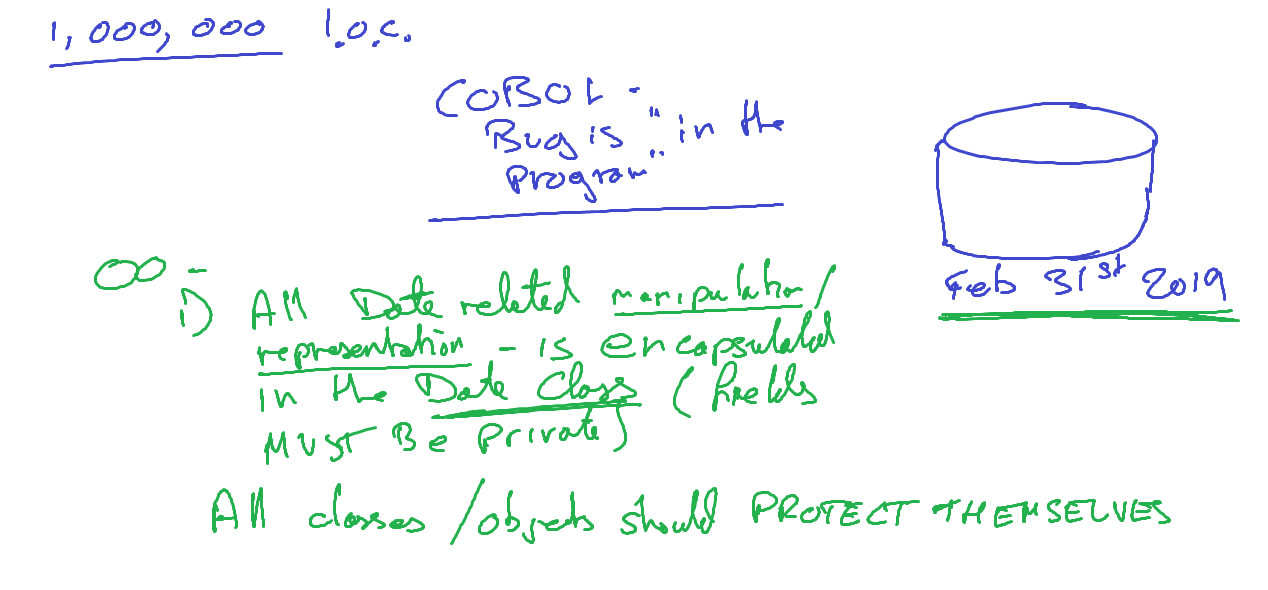 1,000,000 l.o.c.
COBOL -
Bug is "in the
Program"
Feb 31st 2019
OO -
1) All Date related manipulation/
representation - is encapsulated
in the Date Class (fields
MUST Be Private)
All classes/objects should PROTECT THEMSELVES